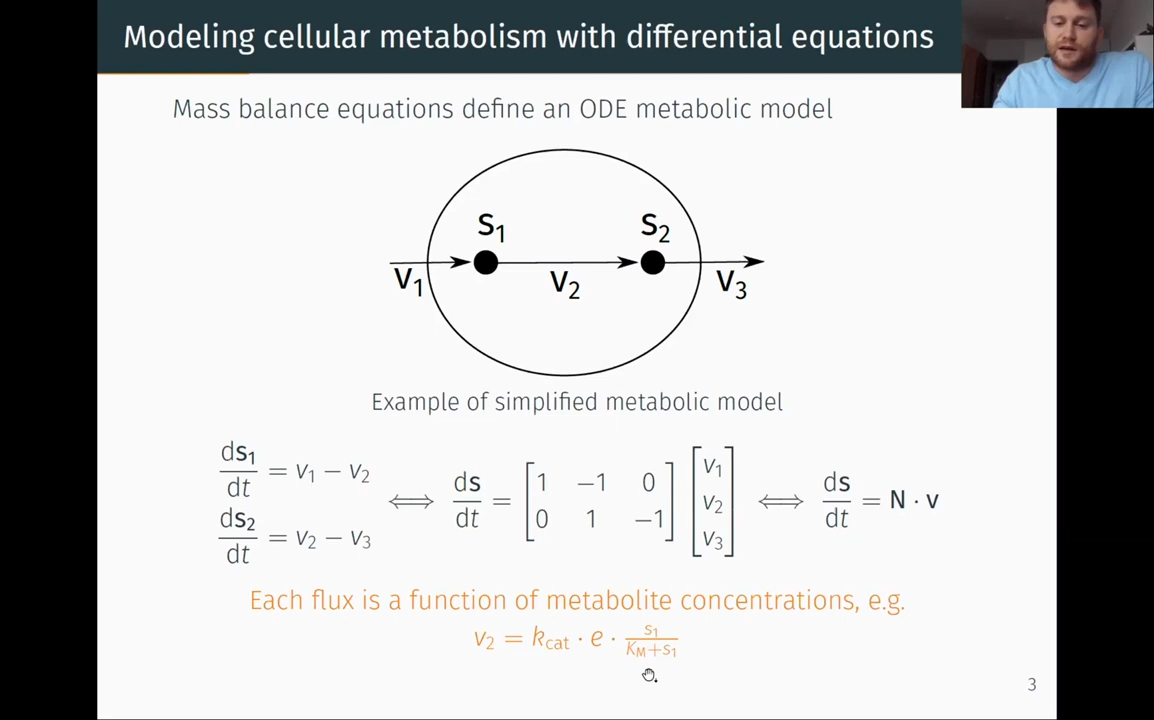 Modeling cellular metabolism with differential equations
Mass balance equations define an ODE metabolic model
S₁ S₂
V₁ V₂ V₃
Example of simplified metabolic model
ds₁/dt = v₁ − v₂
ds₂/dt = v₂ − v₃
⟺ ds/dt = [1 −1 0; 0 1 −1] [v₁; v₂; v₃] ⟺ ds/dt = N · v
Each flux is a function of metabolite concentrations, e.g.
v₂ = k_cat · e · s₁/(K_M+s₁)
3